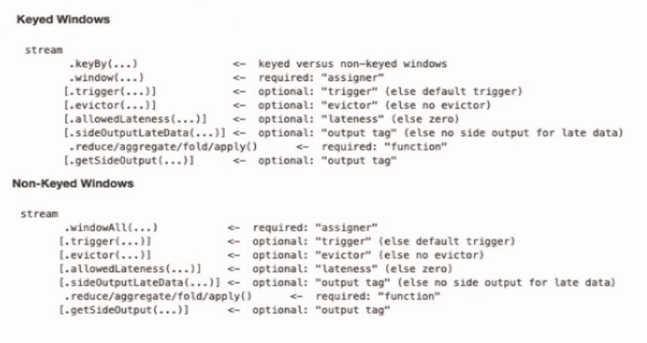 Keyed Windows
stream
.keyBy(...) <- keyed versus non-keyed windows
.window(...) <- required: "assigner"
[.trigger(...)] <- optional: "trigger" (else default trigger)
[.evictor(...)] <- optional: "evictor" (else no evictor)
[.allowedLateness(...)] <- optional: "lateness" (else zero)
[.sideOutputLateData(...)] <- optional: "output tag" (else no side output for late data)
.reduce/aggregate/fold/apply() <- required: "function"
[.getSideOutput(...)] <- optional: "output tag"
Non-Keyed Windows
stream
.windowAll(...) <- required: "assigner"
[.trigger(...)] <- optional: "trigger" (else default trigger)
[.evictor(...)] <- optional: "evictor" (else no evictor)
[.allowedLateness(...)] <- optional: "lateness" (else zero)
[.sideOutputLateData(...)] <- optional: "output tag" (else no side output for late data)
.reduce/aggregate/fold/apply() <- required: "function"
[.getSideOutput(...)] <- optional: "output tag"